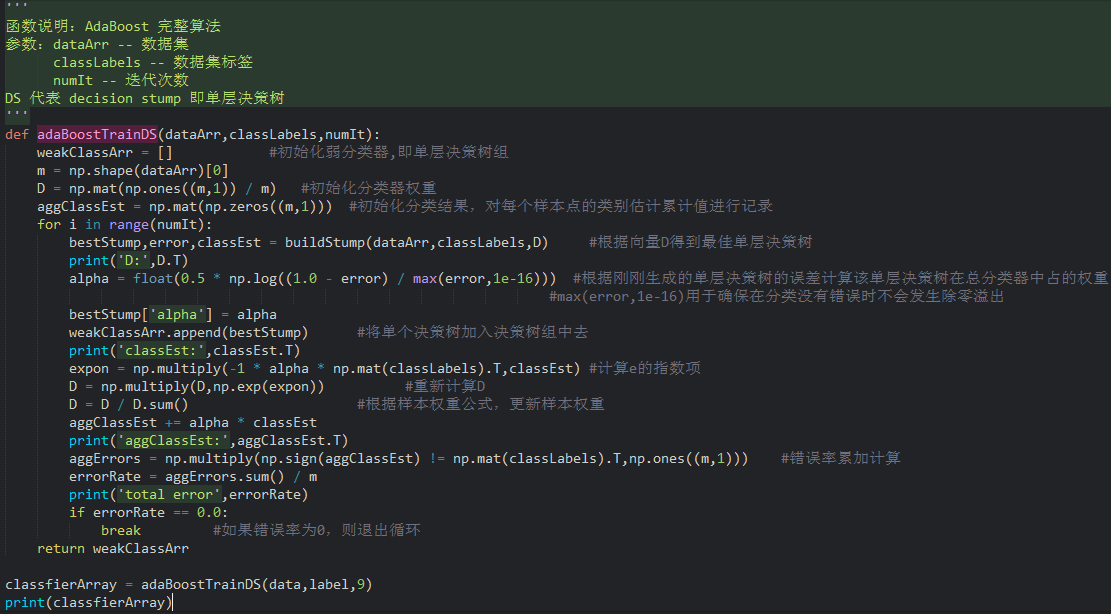 '''
函数说明：AdaBoost 完整算法
参数：dataArr -- 数据集
      classLabels -- 数据集标签
      numIt -- 迭代次数
DS 代表 decision stump 即单层决策树
'''
def adaBoostTrainDS(dataArr,classLabels,numIt):
    weakClassArr = []            #初始化弱分类器,即单层决策树组
    m = np.shape(dataArr)[0]
    D = np.mat(np.ones((m,1)) / m)   #初始化分类器权重
    aggClassEst = np.mat(np.zeros((m,1)))  #初始化分类结果，对每个样本点的类别估计累计值进行记录
    for i in range(numIt):
        bestStump,error,classEst = buildStump(dataArr,classLabels,D)     #根据向量D得到最佳单层决策树
        print('D:',D.T)
        alpha = float(0.5 * np.log((1.0 - error) / max(error,1e-16)))  #根据刚刚生成的单层决策树的误差计算该单层决策树在总分类器中占的权重
                                                                    #max(error,1e-16)用于确保在分类没有错误时不会发生除零溢出
        bestStump['alpha'] = alpha
        weakClassArr.append(bestStump)      #将单个决策树加入决策树组中去
        print('classEst:',classEst.T)
        expon = np.multiply(-1 * alpha * np.mat(classLabels).T,classEst) #计算e的指数项
        D = np.multiply(D,np.exp(expon))          #重新计算D
        D = D / D.sum()                     #根据样本权重公式，更新样本权重
        aggClassEst += alpha * classEst
        print('aggClassEst:',aggClassEst.T)
        aggErrors = np.multiply(np.sign(aggClassEst) != np.mat(classLabels).T,np.ones((m,1)))    #错误率累加计算
        errorRate = aggErrors.sum() / m
        print('total error',errorRate)
        if errorRate == 0.0:
            break         #如果错误率为0，则退出循环
    return weakClassArr
classfierArray = adaBoostTrainDS(data,label,9)
print(classfierArray)